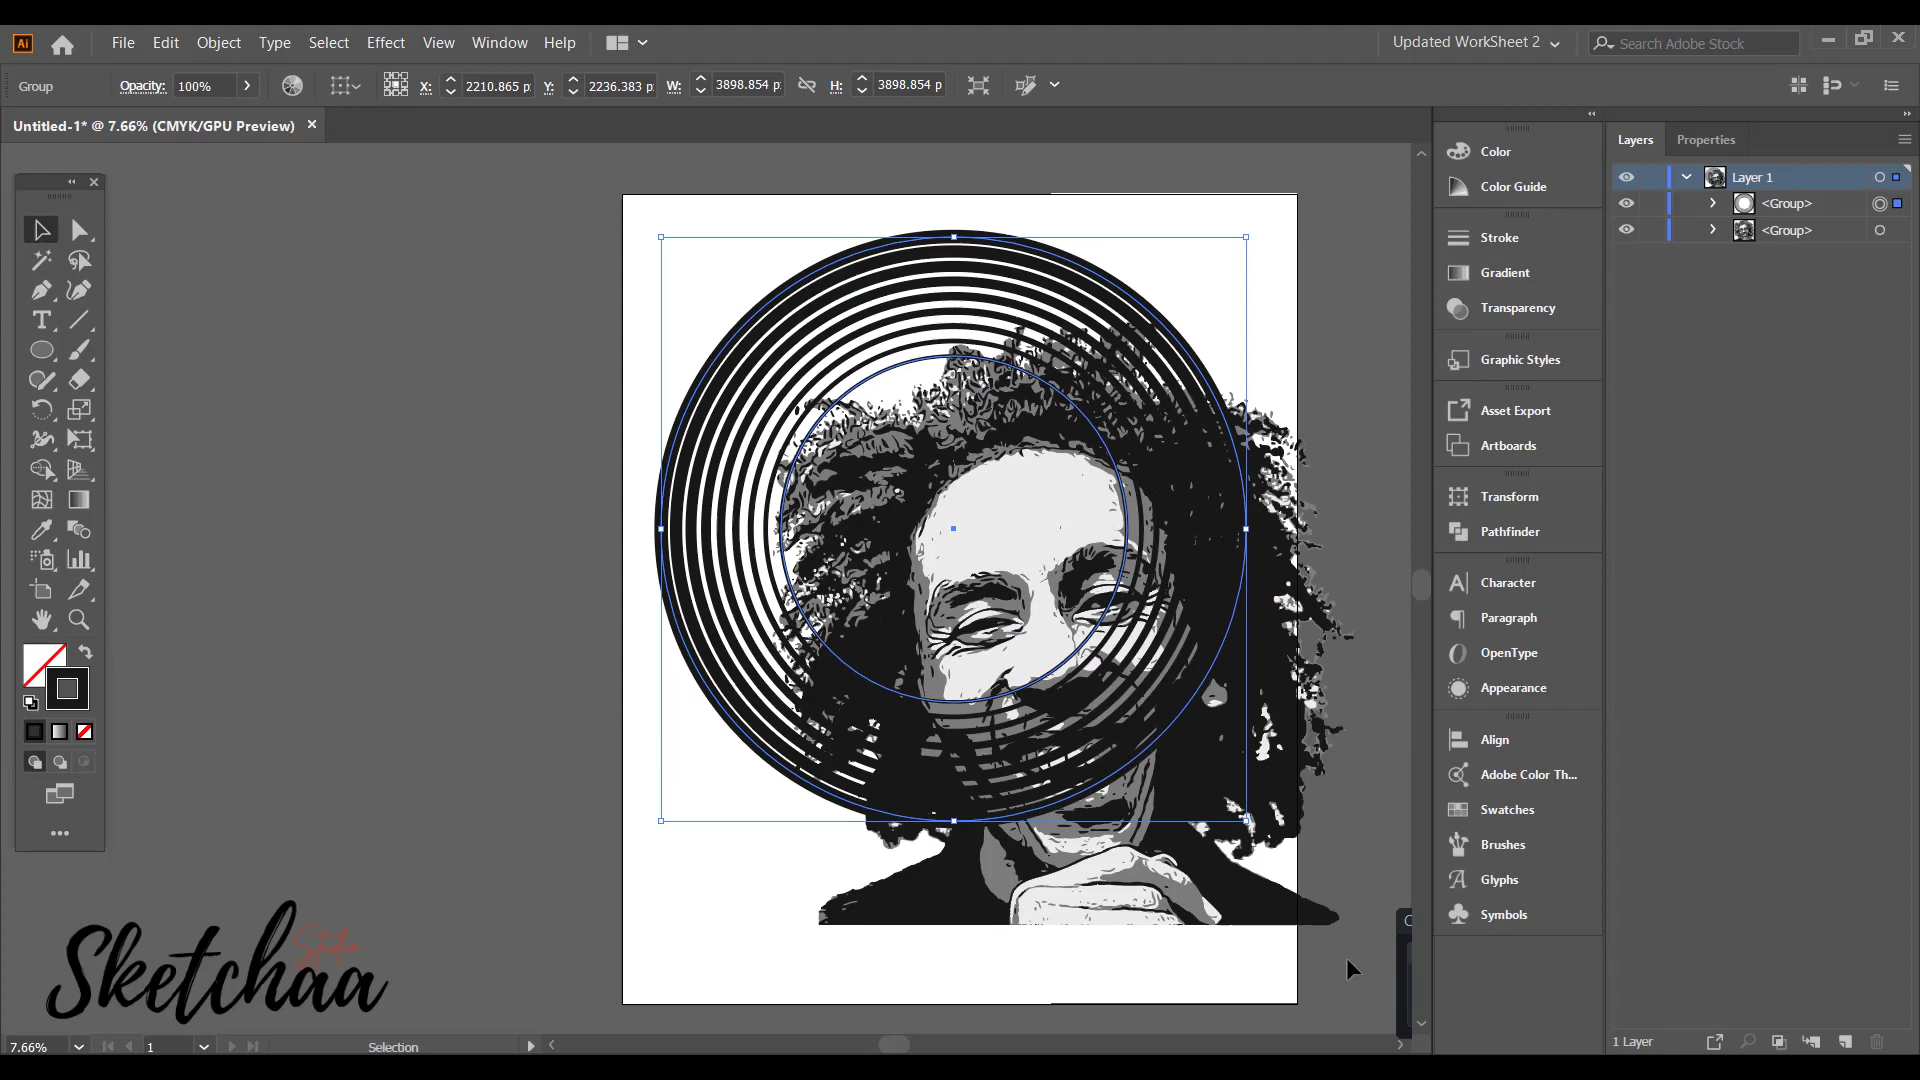 Ai File Edit Object Type Select Effect View Window Help Updated WorkSheet 2 Search Adobe Stock
Group Opacity: 100% X: 2210.865 p Y: 2236.383 p W: 3898.854 p H: 3898.854 p
Untitled-1* @ 7.66% (CMYK/GPU Preview)
Color
Color Guide
Stroke
Gradient
Transparency
Graphic Styles
Asset Export
Artboards
Transform
Pathfinder
Character
Paragraph
OpenType
Appearance
Align
Adobe Color Th...
Swatches
Brushes
Glyphs
Symbols
Layers Properties
Layer 1
<Group>
<Group>
1 Layer
Sketchaa
Studio
7.66% 1 Selection